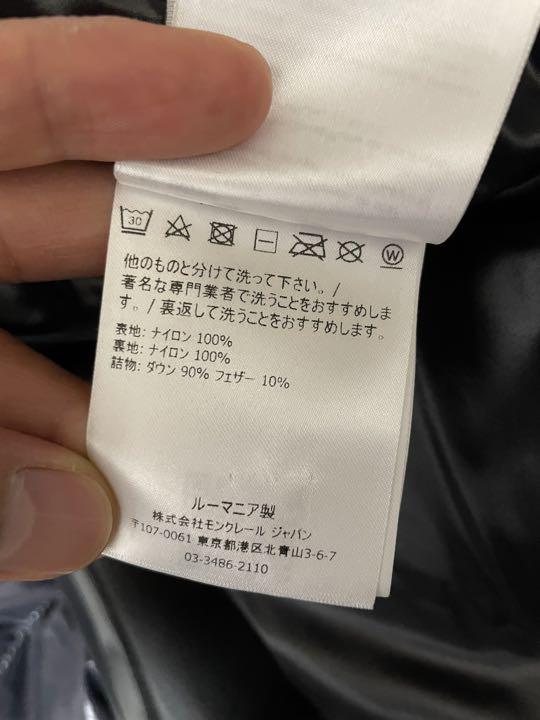 30
W
他のものと分けて洗って下さい。/
著名な専門業者で洗うことをおすすめしま
す。/ 裏返して洗うことをおすすめします。
表地: ナイロン 100%
裏地: ナイロン 100%
詰物: ダウン 90% フェザー 10%
ルーマニア製
株式会社モンクレール ジャパン
〒107-0061 東京都港区北青山3-6-7
03-3486-2110